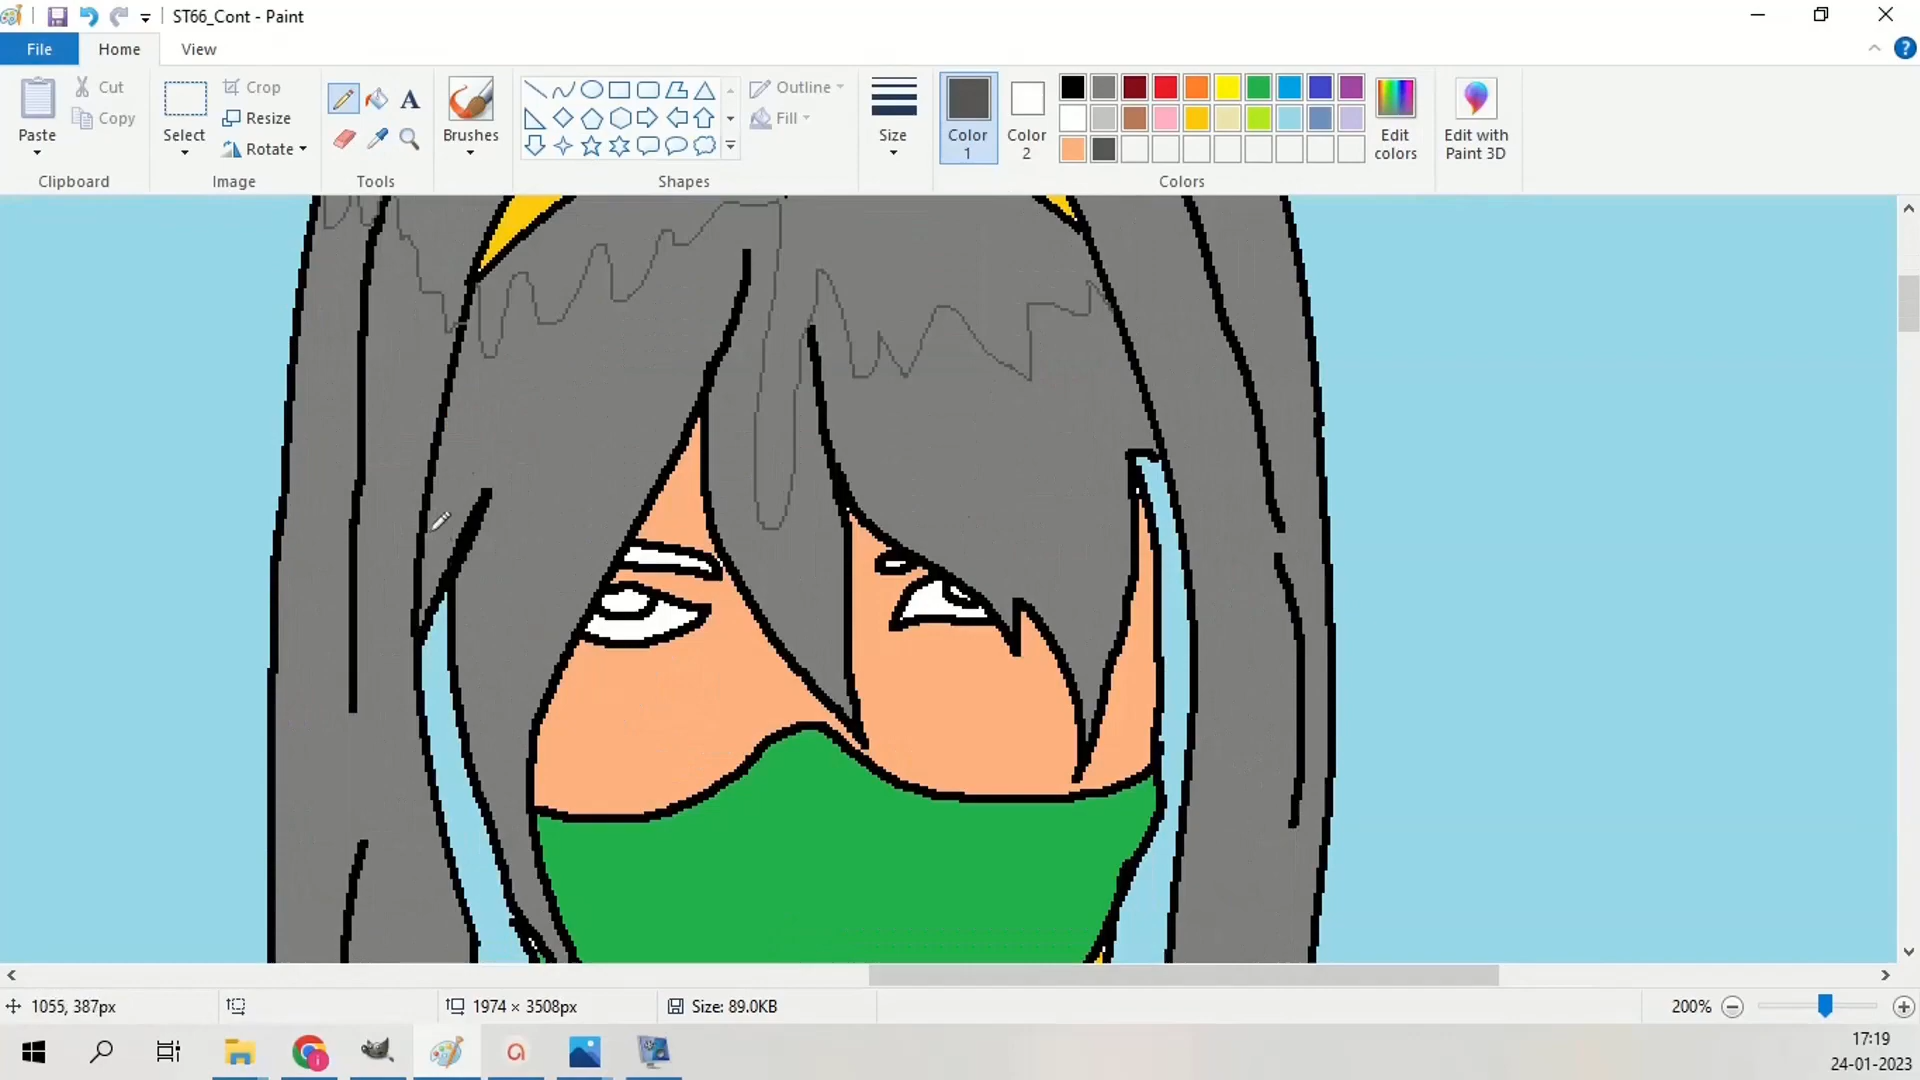 ST66_Cont - Paint
File Home View
Paste
Cut
Copy
Clipboard
Select
Crop
Resize
Rotate
Image
A
Tools
Brushes
Outline
Fill
Shapes
Size
Color
1
Color
2
Edit
colors
Colors
Edit with
Paint 3D
1055, 387px
1974 × 3508px
Size: 89.0KB
200%
17:19
24-01-2023